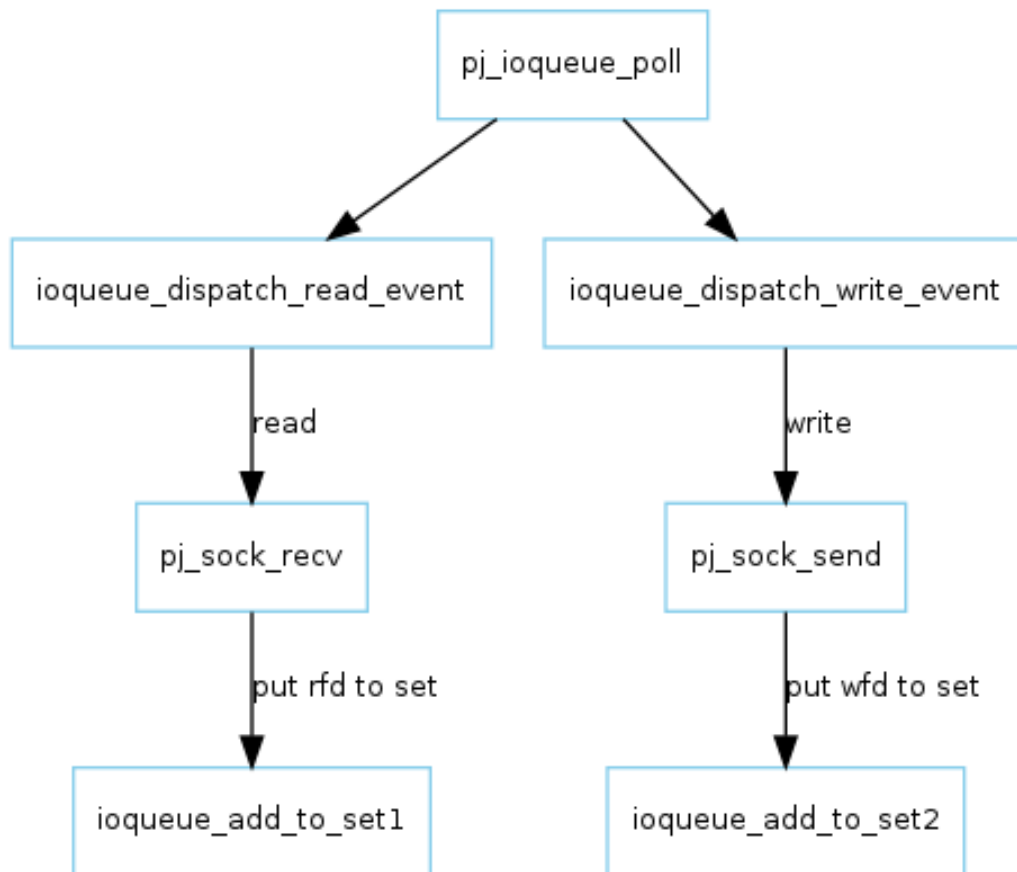 pj_ioqueue_poll
ioqueue_dispatch_read_event
ioqueue_dispatch_write_event
read
write
pj_sock_recv
pj_sock_send
put rfd to set
put wfd to set
ioqueue_add_to_set1
ioqueue_add_to_set2